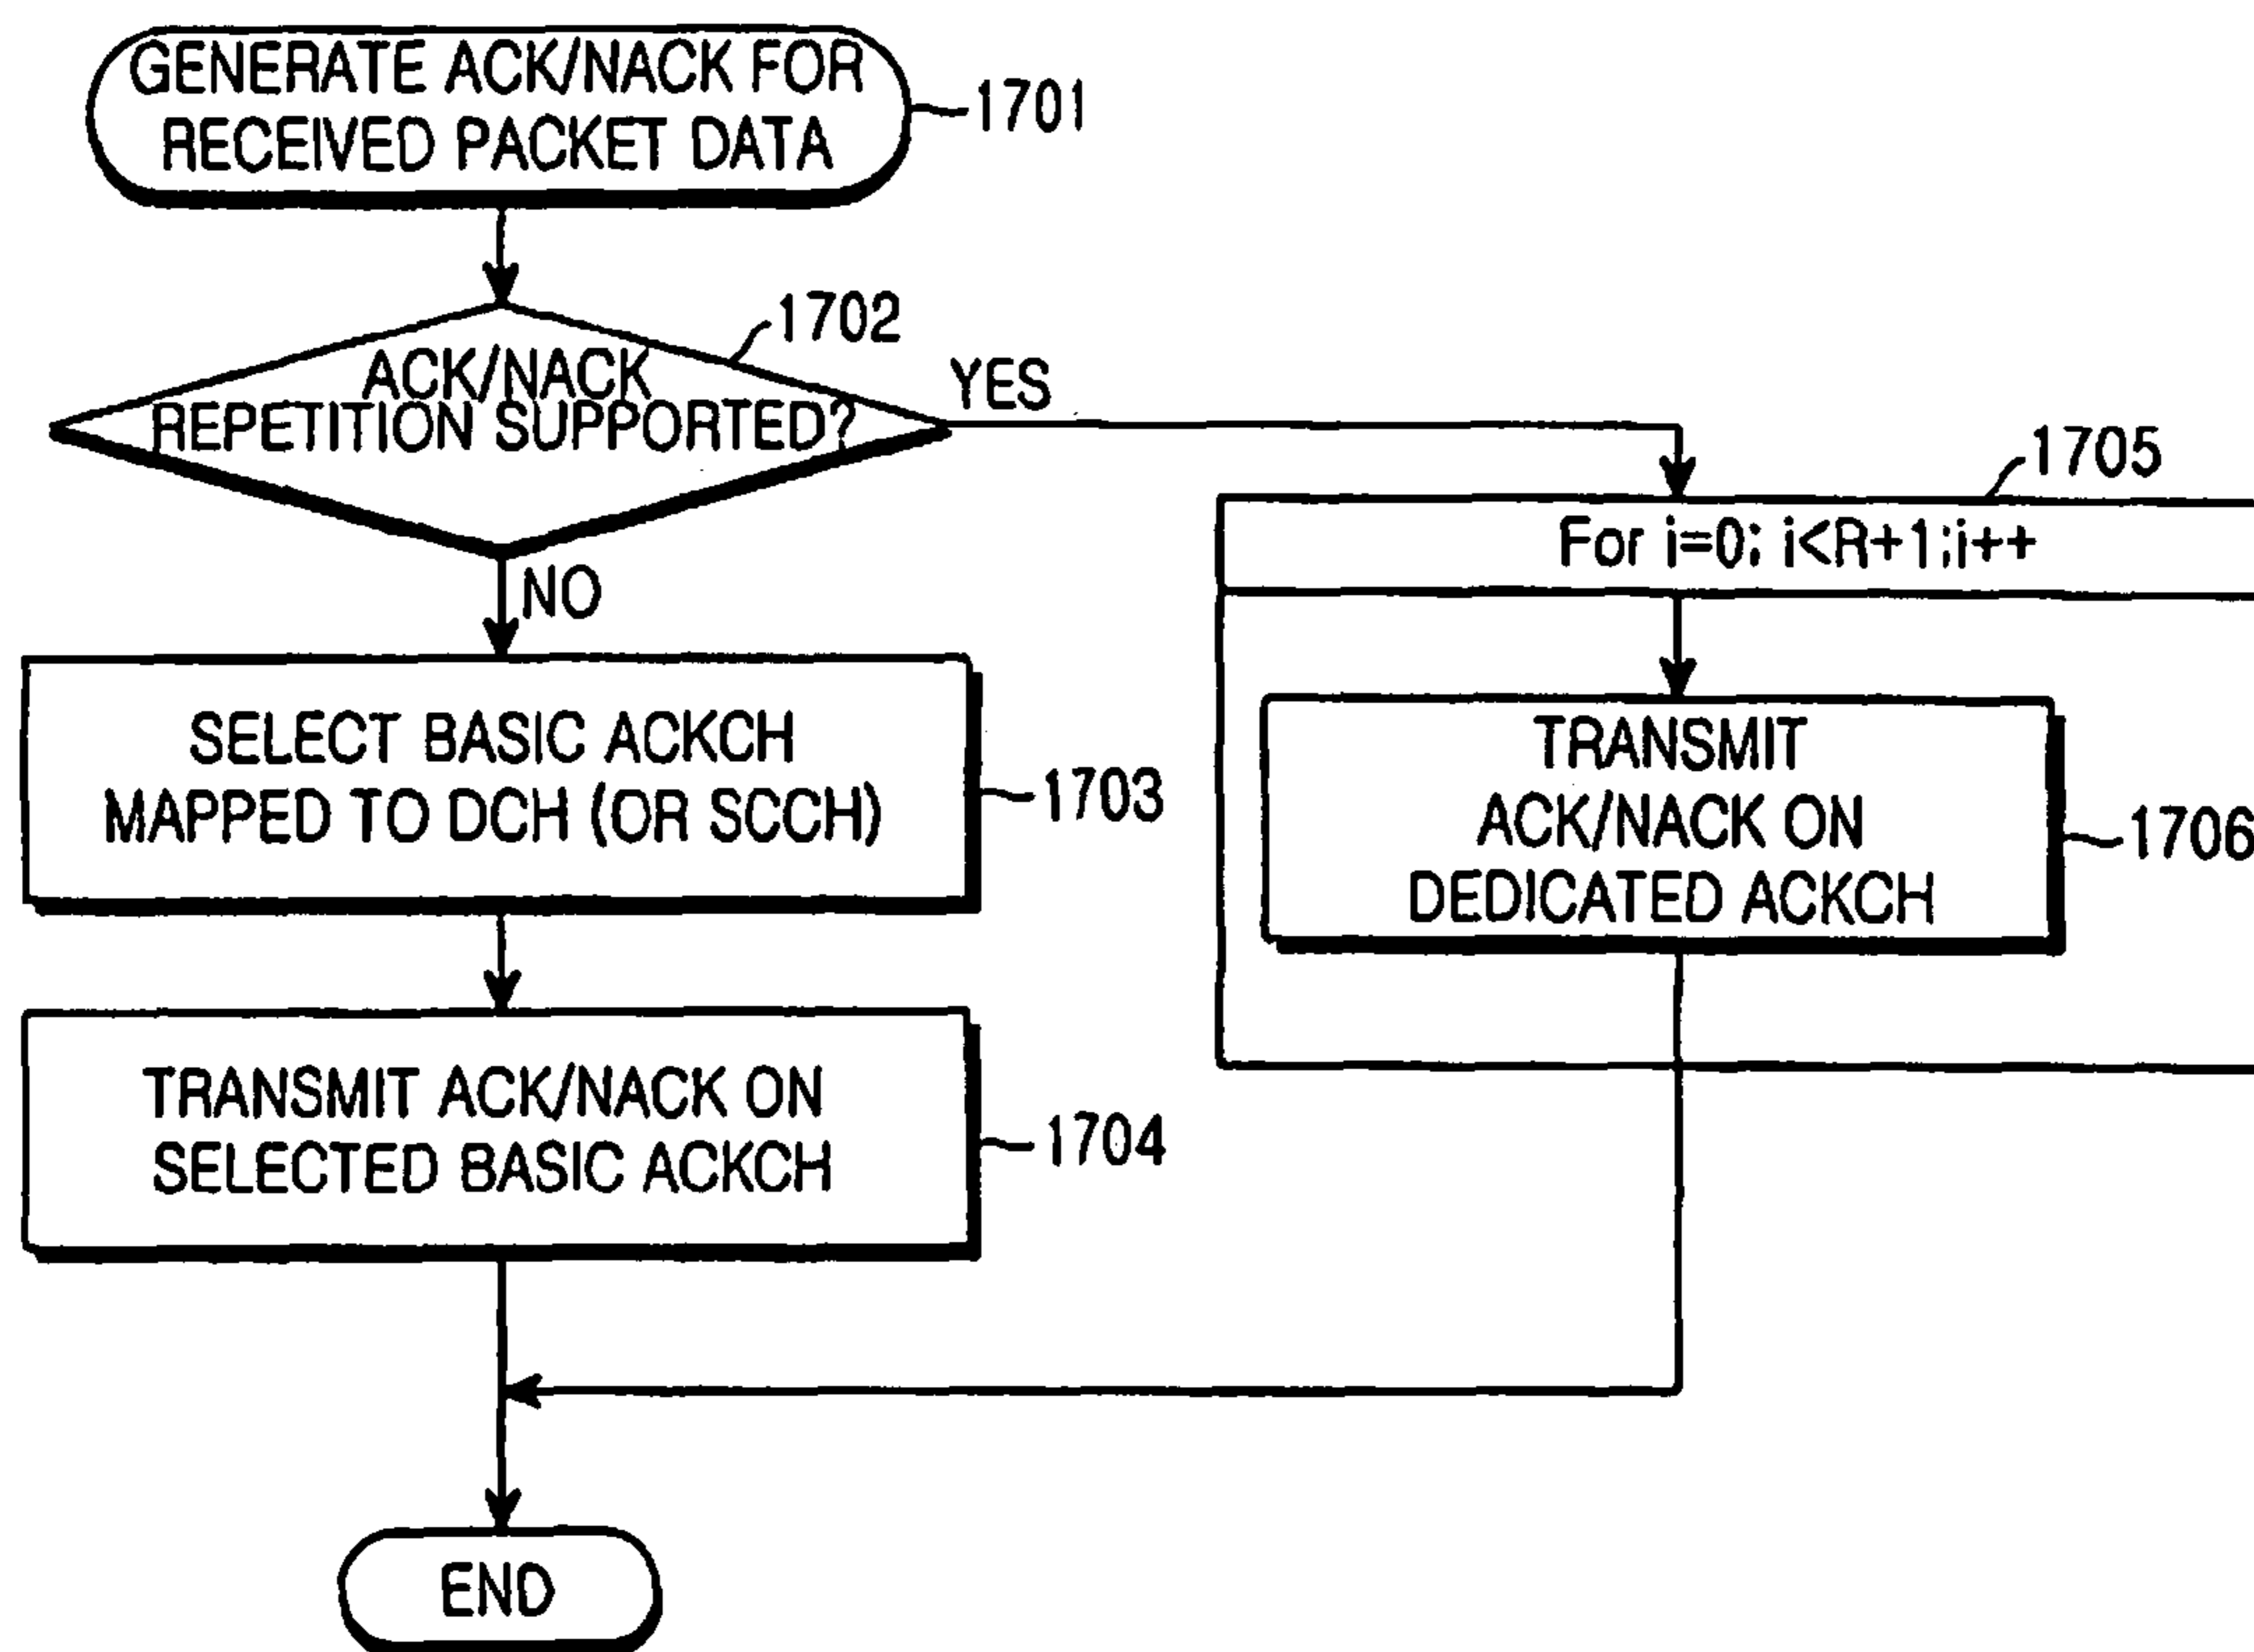 GENERATE ACK/NACK FOR
RECEIVED PACKET DATA
1701
1702
ACK/NACK
REPETITION SUPPORTED?
YES
NO
1705
For i=0; i<R+1;i++
SELECT BASIC ACKCH
MAPPED TO DCH (OR SCCH)
1703
TRANSMIT
ACK/NACK ON
DEDICATED ACKCH
1706
TRANSMIT ACK/NACK ON
SELECTED BASIC ACKCH
1704
END